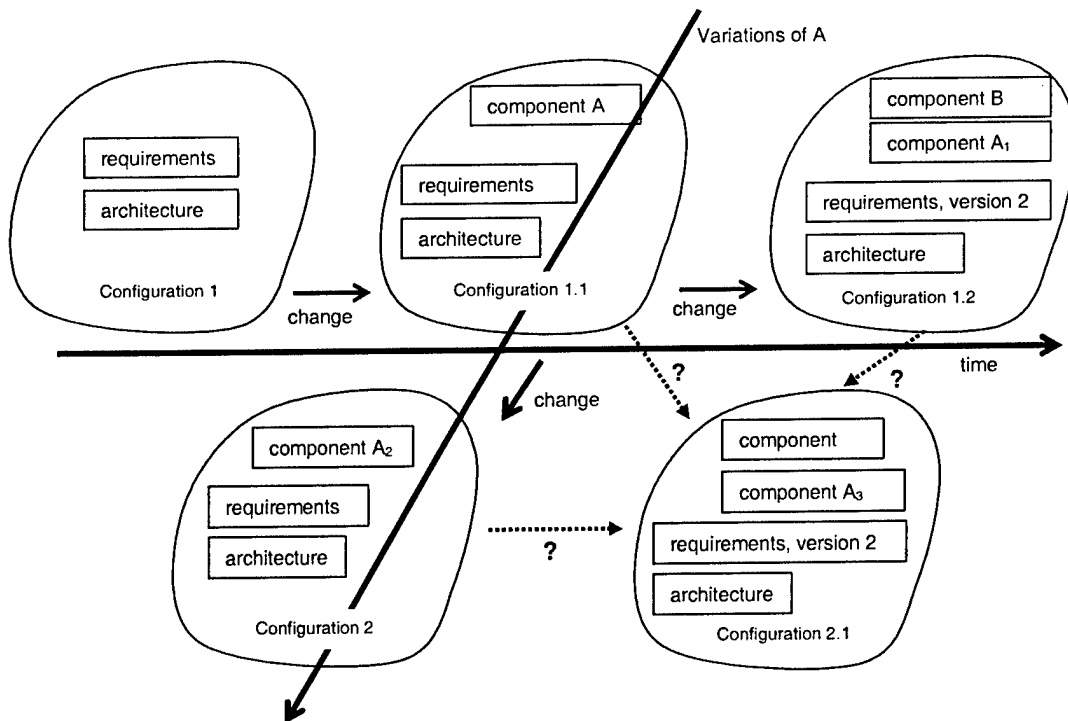 Variations of A
component A
requirements
architecture
Configuration 1.1
component B
component A₁
requirements, version 2
architecture
Configuration 1.2
requirements
architecture
Configuration 1
change
change
time
?
?
change
component A₂
requirements
architecture
Configuration 2
?
component
component A₃
requirements, version 2
architecture
Configuration 2.1